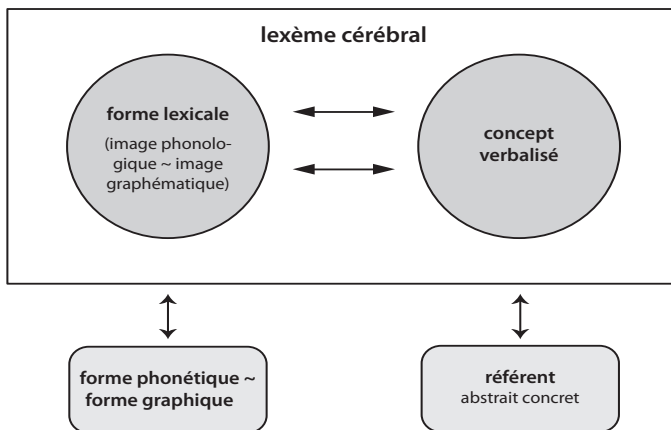 lexème cérébral
forme lexicale
(image phonolo-
gique ~ image
graphématique)
concept
verbalisé
forme phonétique ~
forme graphique
référent
abstrait concret